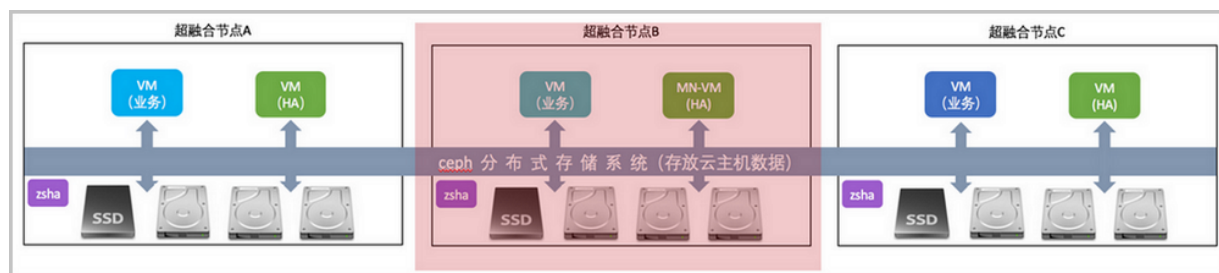 超融合节点A
超融合节点B
超融合节点C
VM
(业务)
VM
(HA)
VM
(业务)
MN-VM
(HA)
VM
(业务)
VM
(HA)
ceph 分 布 式 存 储 系 统 (存放云主机数据)
zsha
SSD
zsha
SSD
zsha
SSD